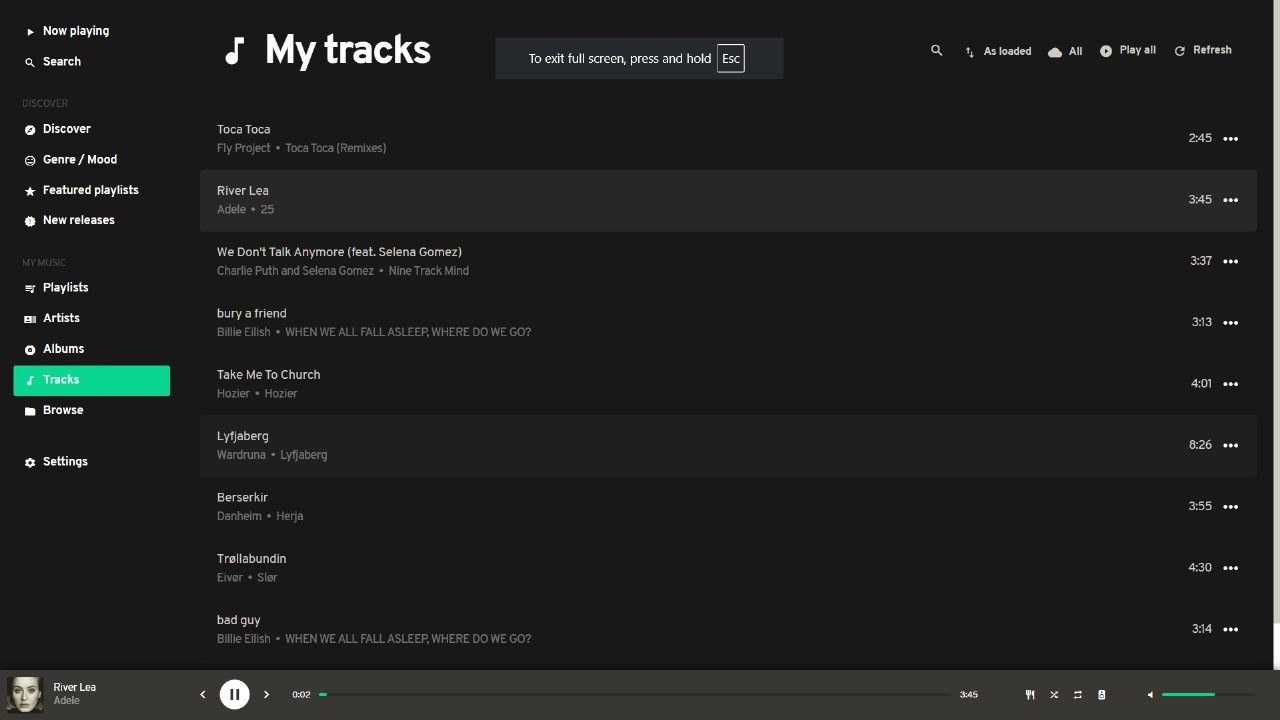 Now playing
Search
DISCOVER
Discover
Genre / Mood
Featured playlists
New releases
MY MUSIC
Playlists
Artists
Albums
Tracks
Browse
Settings
My tracks
To exit full screen, press and hold Esc
As loaded
All
Play all
Refresh
Toca Toca
Fly Project • Toca Toca (Remixes)
2:45
River Lea
Adele • 25
3:45
We Don't Talk Anymore (feat. Selena Gomez)
Charlie Puth and Selena Gomez • Nine Track Mind
3:37
bury a friend
Billie Eilish • WHEN WE ALL FALL ASLEEP, WHERE DO WE GO?
3:13
Take Me To Church
Hozier • Hozier
4:01
Lyfjaberg
Wardruna • Lyfjaberg
8:26
Berserkir
Danheim • Herja
3:55
Trøllabundin
Eivør • Slør
4:30
bad guy
Billie Eilish • WHEN WE ALL FALL ASLEEP, WHERE DO WE GO?
3:14
River Lea
Adele
0:02
3:45